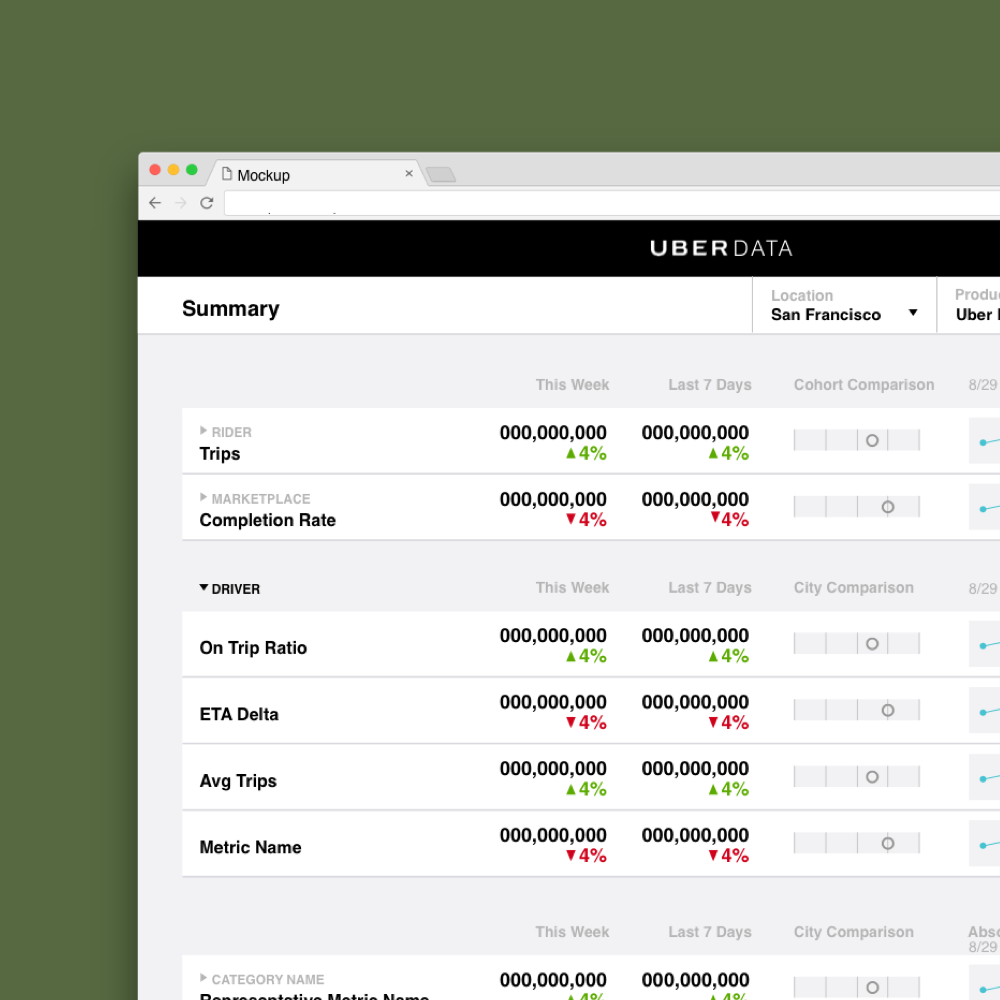 Mockup
UBERDATA
Summary
Location
San Francisco
Uber
This Week Last 7 Days Cohort Comparison 8/29
RIDER
Trips
000,000,000 000,000,000
4% 4%
MARKETPLACE
Completion Rate
000,000,000 000,000,000
4% 4%
DRIVER This Week Last 7 Days City Comparison 8/29
On Trip Ratio
000,000,000 000,000,000
4% 4%
ETA Delta
000,000,000 000,000,000
4% 4%
Avg Trips
000,000,000 000,000,000
4% 4%
Metric Name
000,000,000 000,000,000
4% 4%
This Week Last 7 Days City Comparison
8/29
CATEGORY NAME
000,000,000 000,000,000
Representative Metric Name
4% 4%